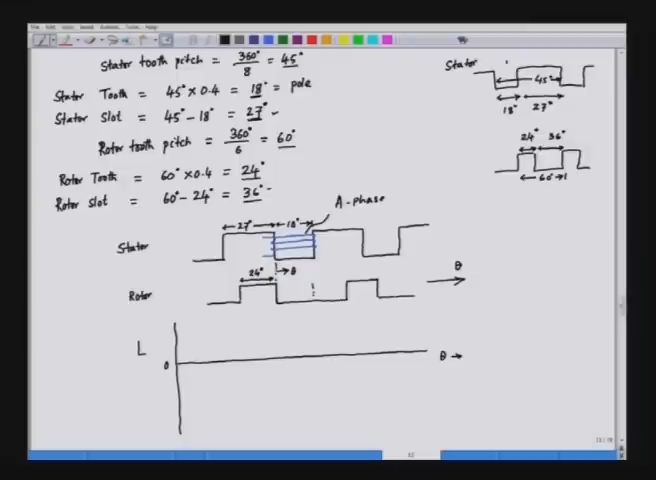 Stator tooth pitch = 360°/8 = 45°
Stator Tooth = 45° × 0.4 = 18° = pole
Stator Slot = 45° - 18° = 27°
Rotor tooth pitch = 360°/6 = 60°
Rotor Tooth = 60° × 0.4 = 24°
Rotor Slot = 60° - 24° = 36°
Stator
45°
18° 27°
24° 36°
60°
A-phase
27° 18°
Stator
24° θ
Rotor
θ
L
0
θ